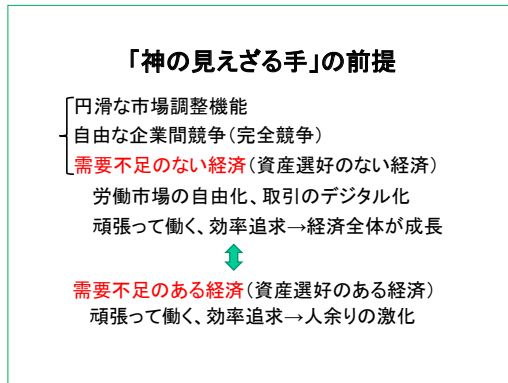 「神の見えざる手」の前提
円滑な市場調整機能
自由な企業間競争（完全競争）
需要不足のない経済（資産選好のない経済）
労働市場の自由化、取引のデジタル化
頑張って働く、効率追求→経済全体が成長
需要不足のある経済（資産選好のある経済）
頑張って働く、効率追求→人余りの激化